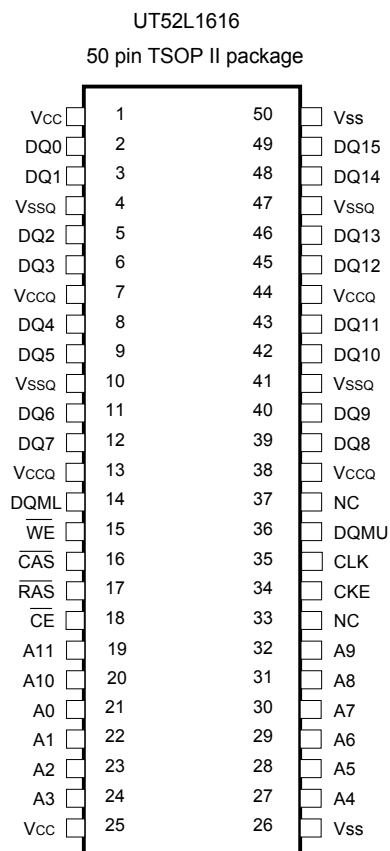 UT52L1616
50 pin TSOP II package
Vcc 1 50 Vss
DQ0 2 49 DQ15
DQ1 3 48 DQ14
VssQ 4 47 VssQ
DQ2 5 46 DQ13
DQ3 6 45 DQ12
VccQ 7 44 VccQ
DQ4 8 43 DQ11
DQ5 9 42 DQ10
VssQ 10 41 VssQ
DQ6 11 40 DQ9
DQ7 12 39 DQ8
VccQ 13 38 VccQ
DQML 14 37 NC
WE 15 36 DQMU
CAS 16 35 CLK
RAS 17 34 CKE
CE 18 33 NC
A11 19 32 A9
A10 20 31 A8
A0 21 30 A7
A1 22 29 A6
A2 23 28 A5
A3 24 27 A4
Vcc 25 26 Vss